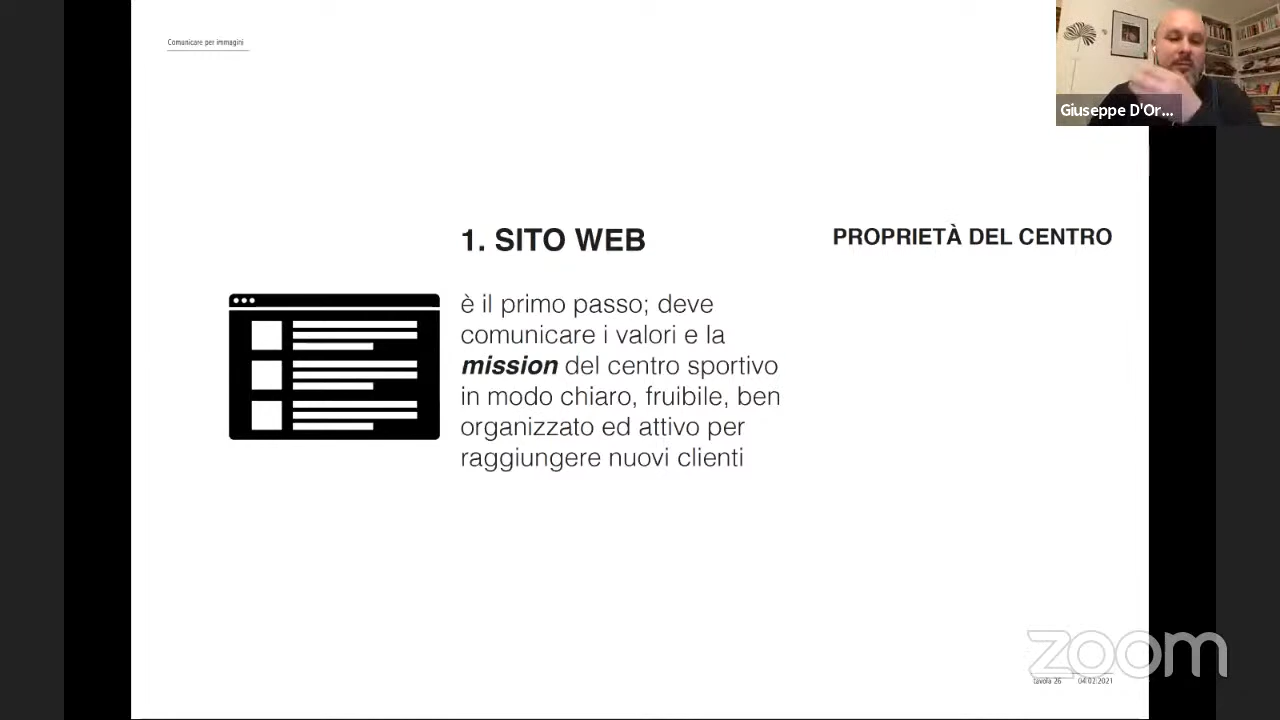 Comunicare per immagini
Giuseppe D'Or...
1. SITO WEB
PROPRIETÀ DEL CENTRO
è il primo passo; deve
comunicare i valori e la
mission del centro sportivo
in modo chiaro, fruibile, ben
organizzato ed attivo per
raggiungere nuovi clienti
zoom
tavola 26 04.02.2021